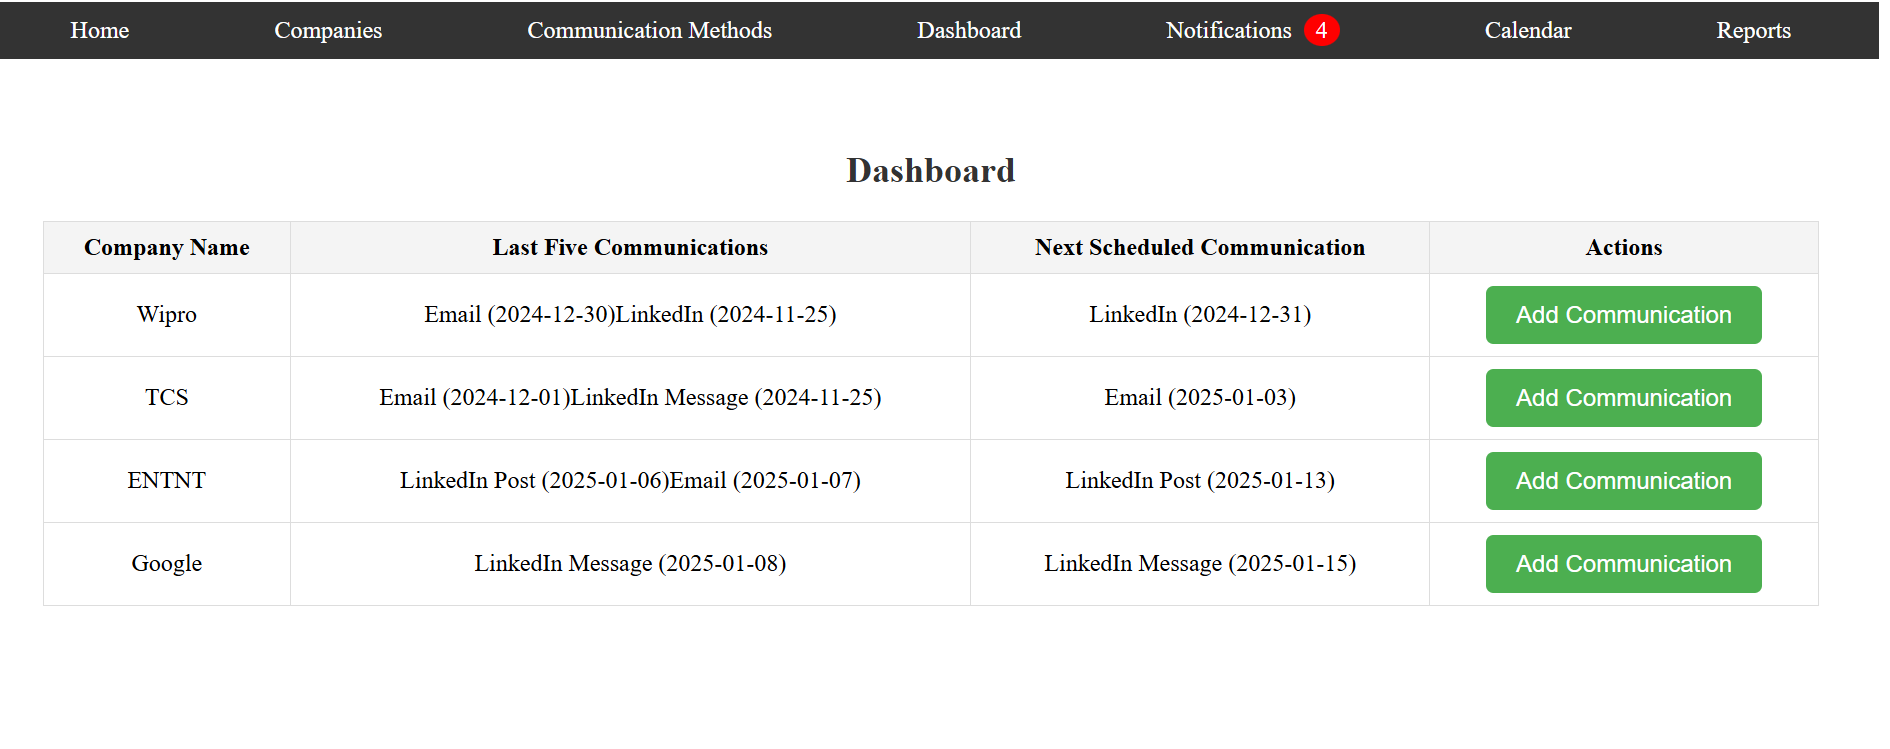 Home Companies Communication Methods Dashboard Notifications 4 Calendar Reports
Dashboard
Company Name Last Five Communications Next Scheduled Communication Actions
Wipro Email (2024-12-30)LinkedIn (2024-11-25) LinkedIn (2024-12-31) Add Communication
TCS Email (2024-12-01)LinkedIn Message (2024-11-25) Email (2025-01-03) Add Communication
ENTNT LinkedIn Post (2025-01-06)Email (2025-01-07) LinkedIn Post (2025-01-13) Add Communication
Google LinkedIn Message (2025-01-08) LinkedIn Message (2025-01-15) Add Communication